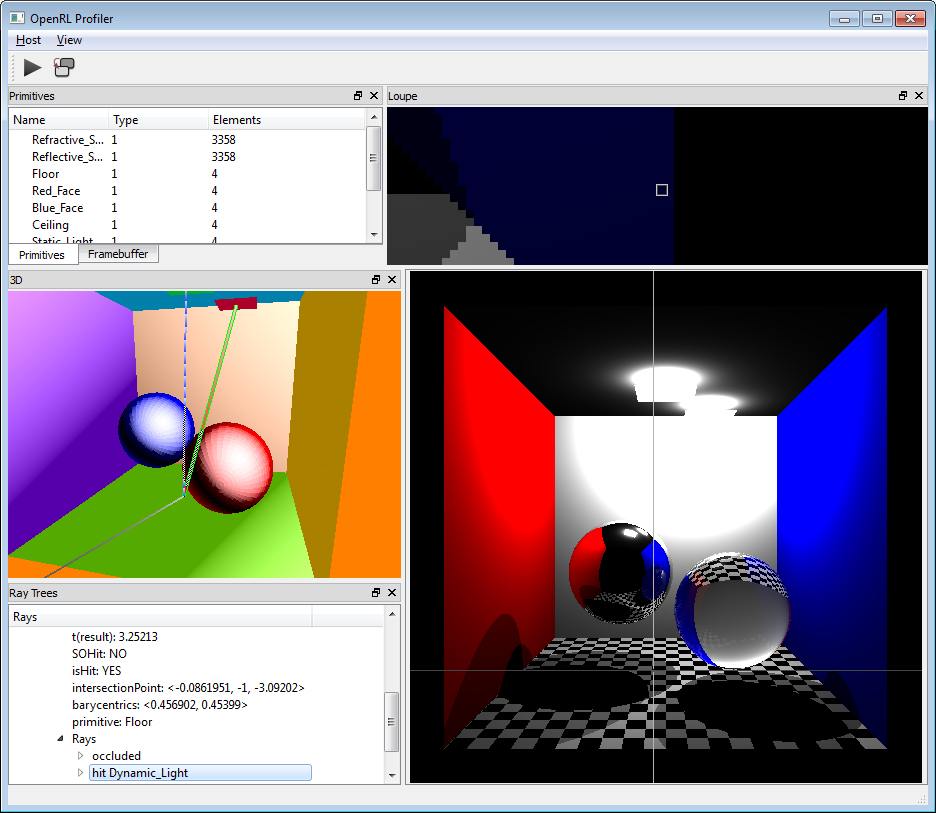 OpenRL Profiler
Host View
Primitives
Name Type Elements
Refractive_S... 1 3358
Reflective_S... 1 3358
Floor 1 4
Red_Face 1 4
Blue_Face 1 4
Ceiling 1 4
Static_Light 1 4
Primitives Framebuffer
Loupe
3D
Ray Trees
Rays
t(result): 3.25213
SOHit: NO
isHit: YES
intersectionPoint: <-0.0861951, -1, -3.09202>
barycentrics: <0.456902, 0.45399>
primitive: Floor
Rays
occluded
hit Dynamic_Light